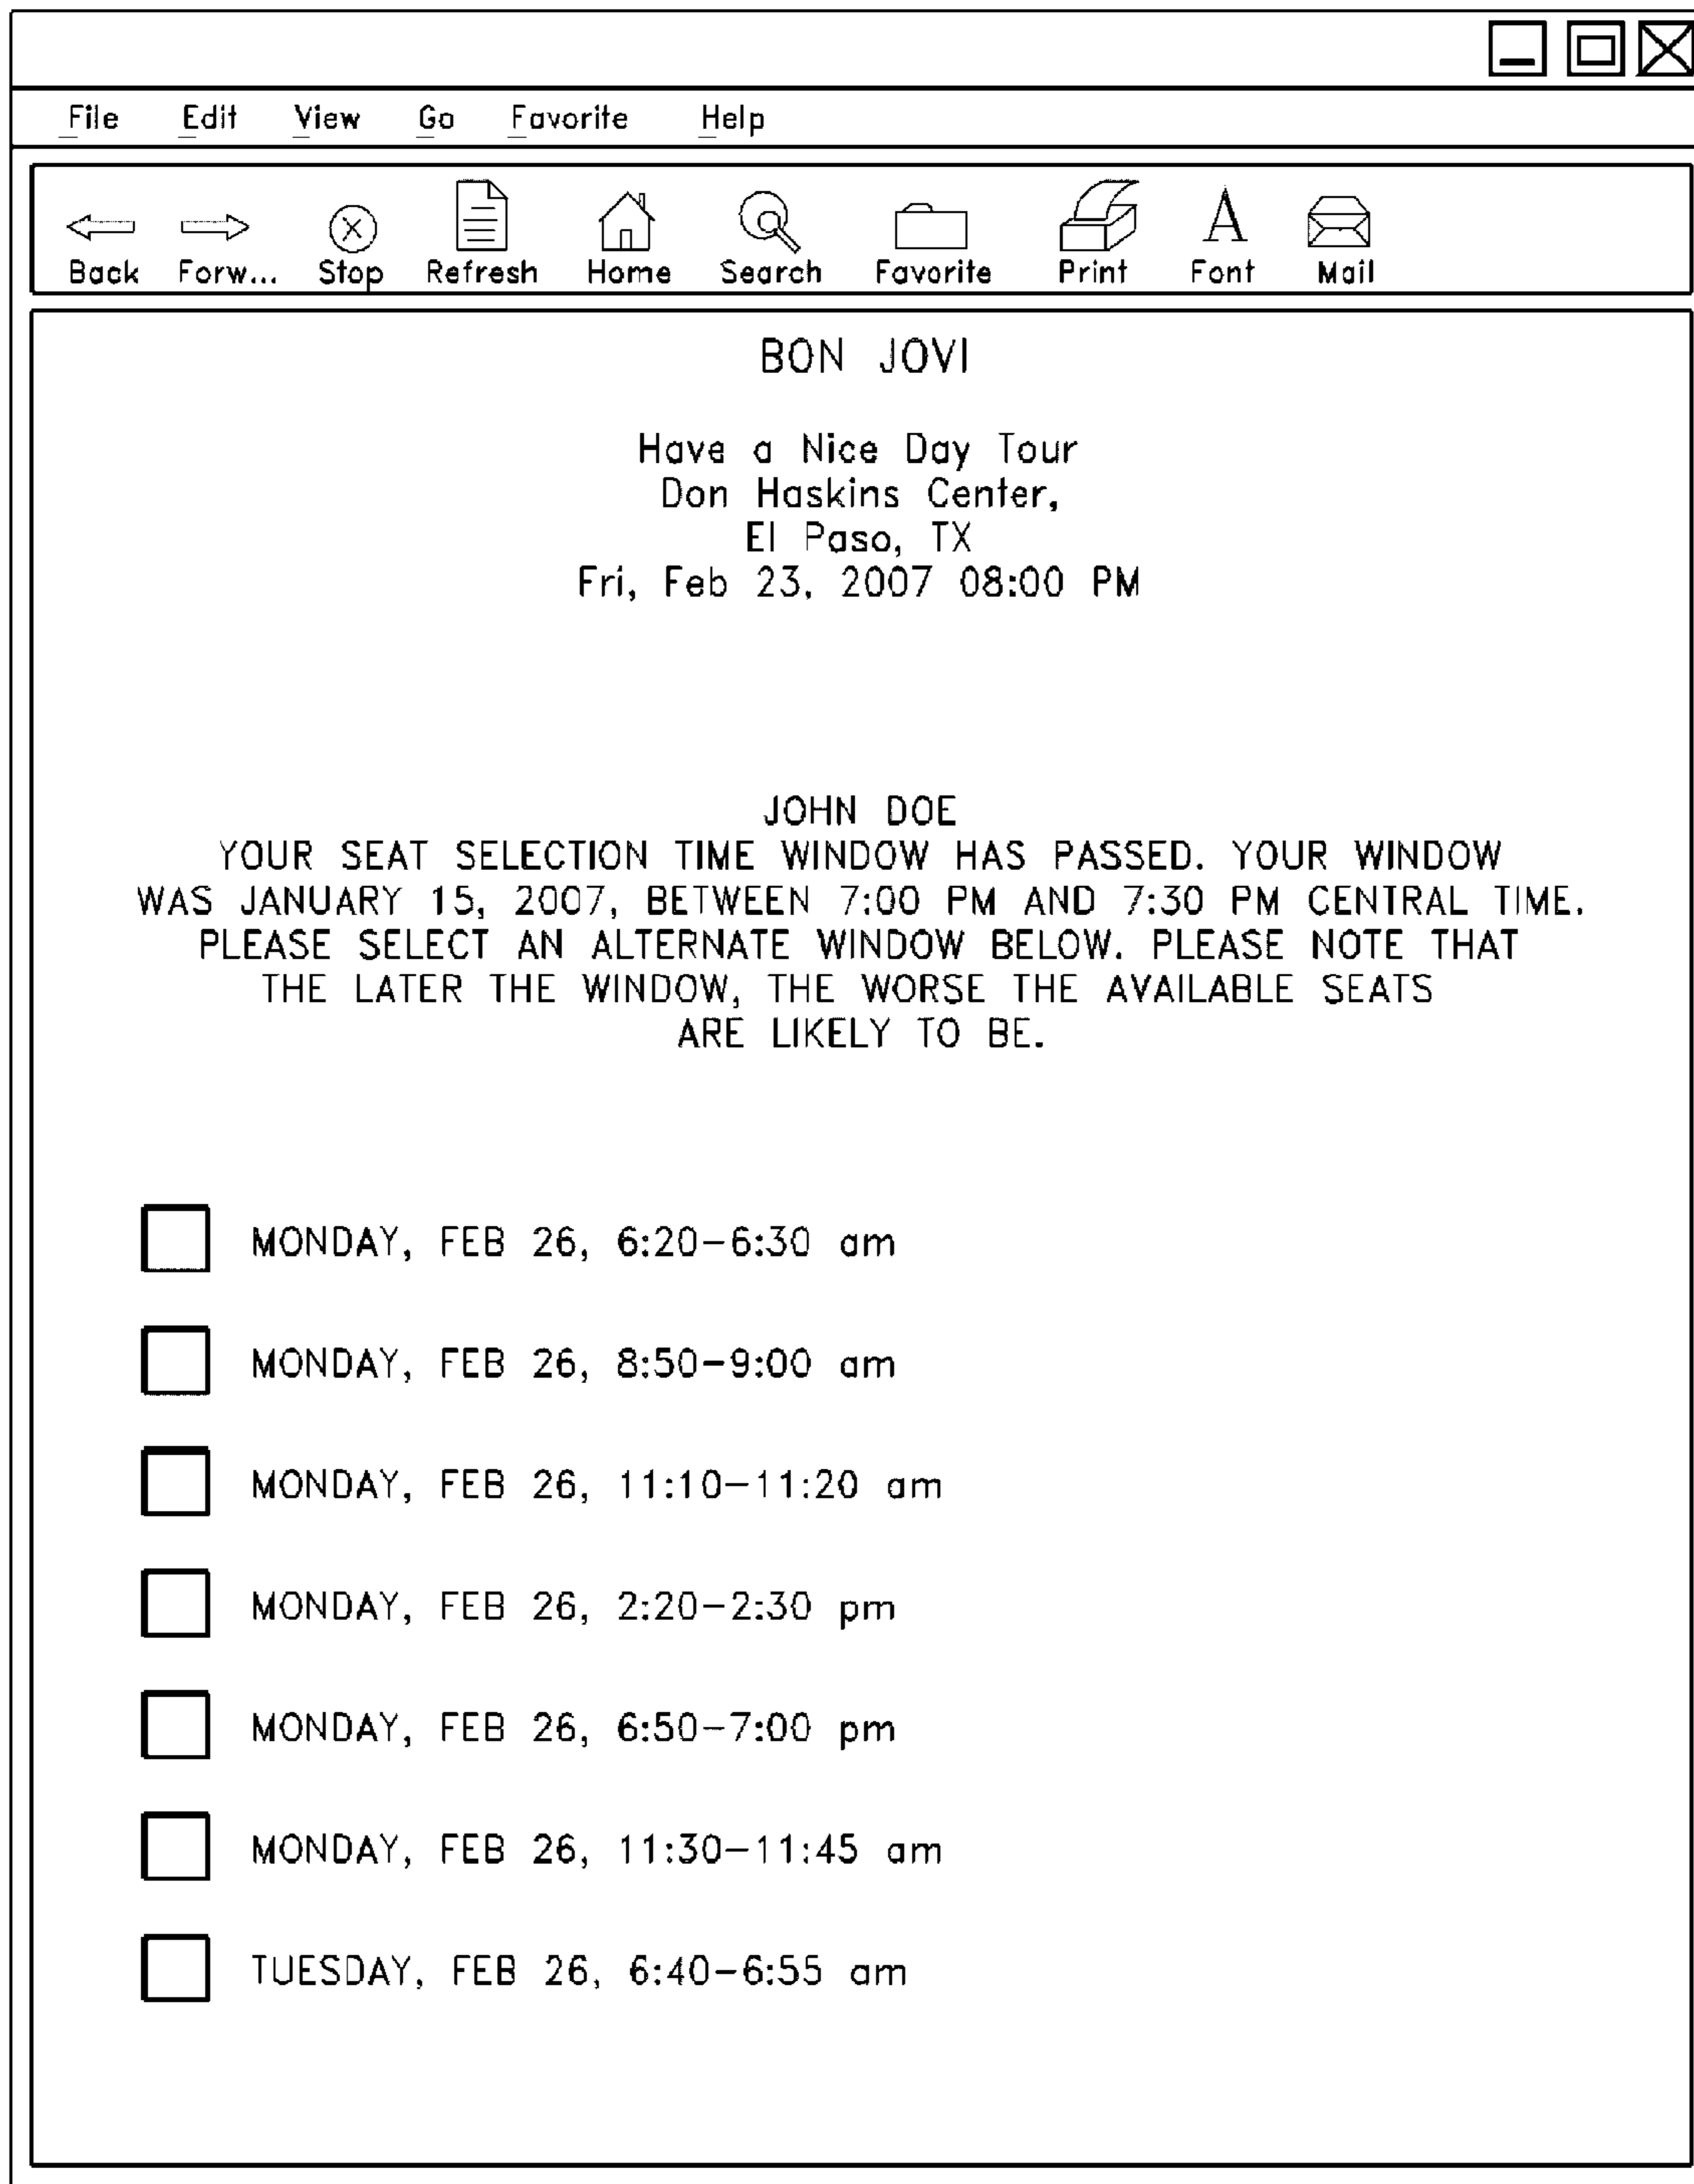 File Edit View Go Favorite Help
Back Forw... Stop Refresh Home Search Favorite Print Font Mail
BON JOVI
Have a Nice Day Tour
Don Haskins Center,
El Paso, TX
Fri, Feb 23, 2007 08:00 PM
JOHN DOE
YOUR SEAT SELECTION TIME WINDOW HAS PASSED. YOUR WINDOW
WAS JANUARY 15, 2007, BETWEEN 7:00 PM AND 7:30 PM CENTRAL TIME.
PLEASE SELECT AN ALTERNATE WINDOW BELOW. PLEASE NOTE THAT
THE LATER THE WINDOW, THE WORSE THE AVAILABLE SEATS
ARE LIKELY TO BE.
MONDAY, FEB 26, 6:20-6:30 am
MONDAY, FEB 26, 8:50-9:00 am
MONDAY, FEB 26, 11:10-11:20 am
MONDAY, FEB 26, 2:20-2:30 pm
MONDAY, FEB 26, 6:50-7:00 pm
MONDAY, FEB 26, 11:30-11:45 am
TUESDAY, FEB 26, 6:40-6:55 am